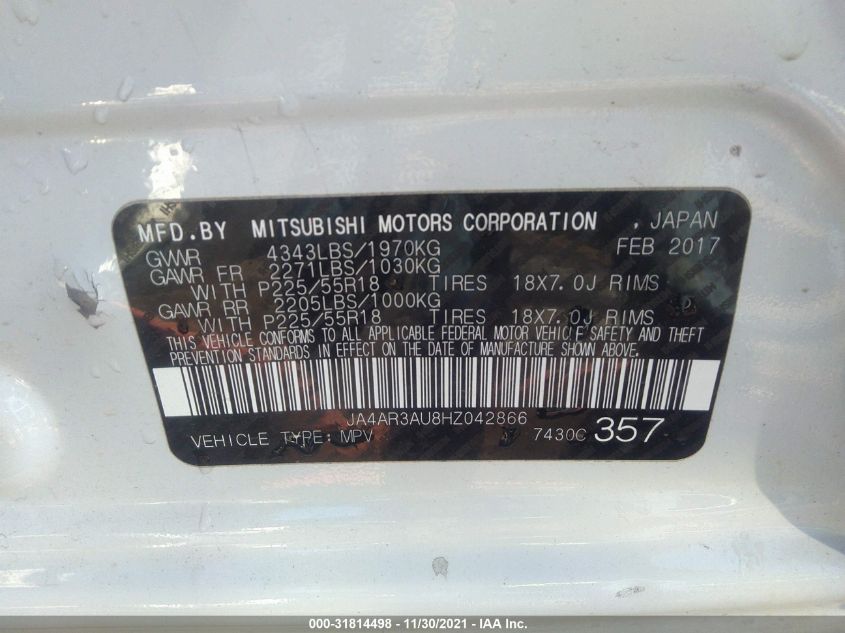 MFD.BY MITSUBISHI MOTORS CORPORATION , JAPAN
GVWR 4343LBS/1970KG FEB 2017
GAWR FR 2271LBS/1030KG
WITH P225/55R18 TIRES 18X7.0J RIMS
GAWR RR 2205LBS/1000KG
WITH P225/55R18 TIRES 18X7.0J RIMS
THIS VEHICLE CONFORMS TO ALL APPLICABLE FEDERAL MOTOR VEHICLE SAFETY AND THEFT
PREVENTION STANDARDS IN EFFECT ON THE DATE OF MANUFACTURE SHOWN ABOVE.
JA4AR3AU8HZ042866
VEHICLE TYPE: MPV 7430C 357
000-31814498 - 11/30/2021 - IAA Inc.